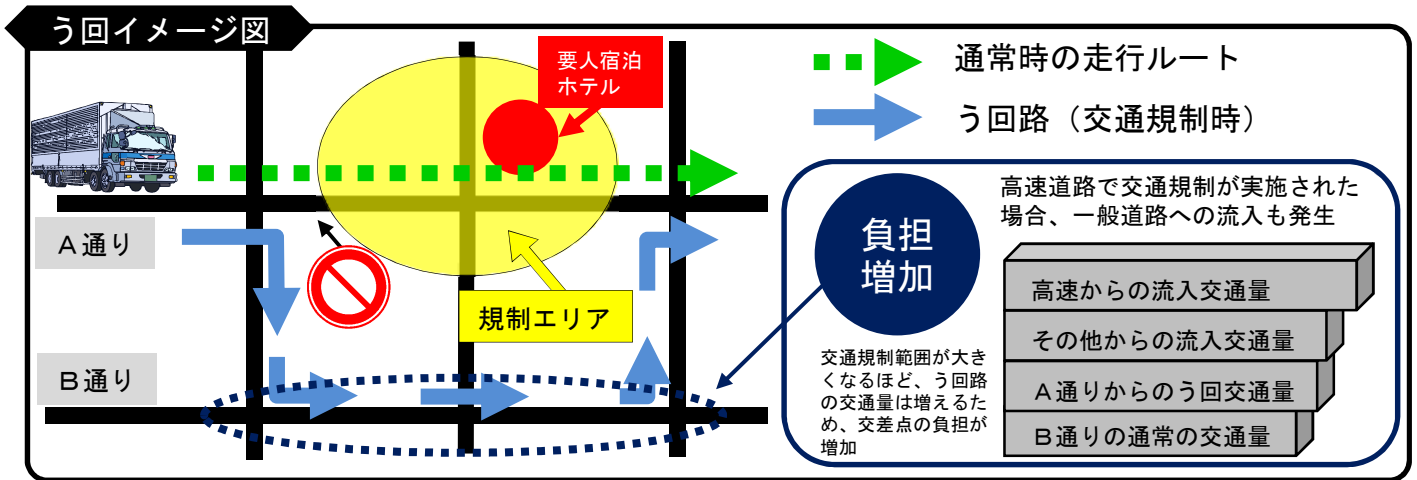 う回イメージ図
要人宿泊
ホテル
通常時の走行ルート
う回路（交通規制時）
A通り
規制エリア
B通り
負担
増加
交通規制範囲が大き
くなるほど、う回路
の交通量は増えるた
め、交差点の負担が
増加
高速道路で交通規制が実施された
場合、一般道路への流入も発生
高速からの流入交通量
その他からの流入交通量
A通りからのう回交通量
B通りの通常の交通量